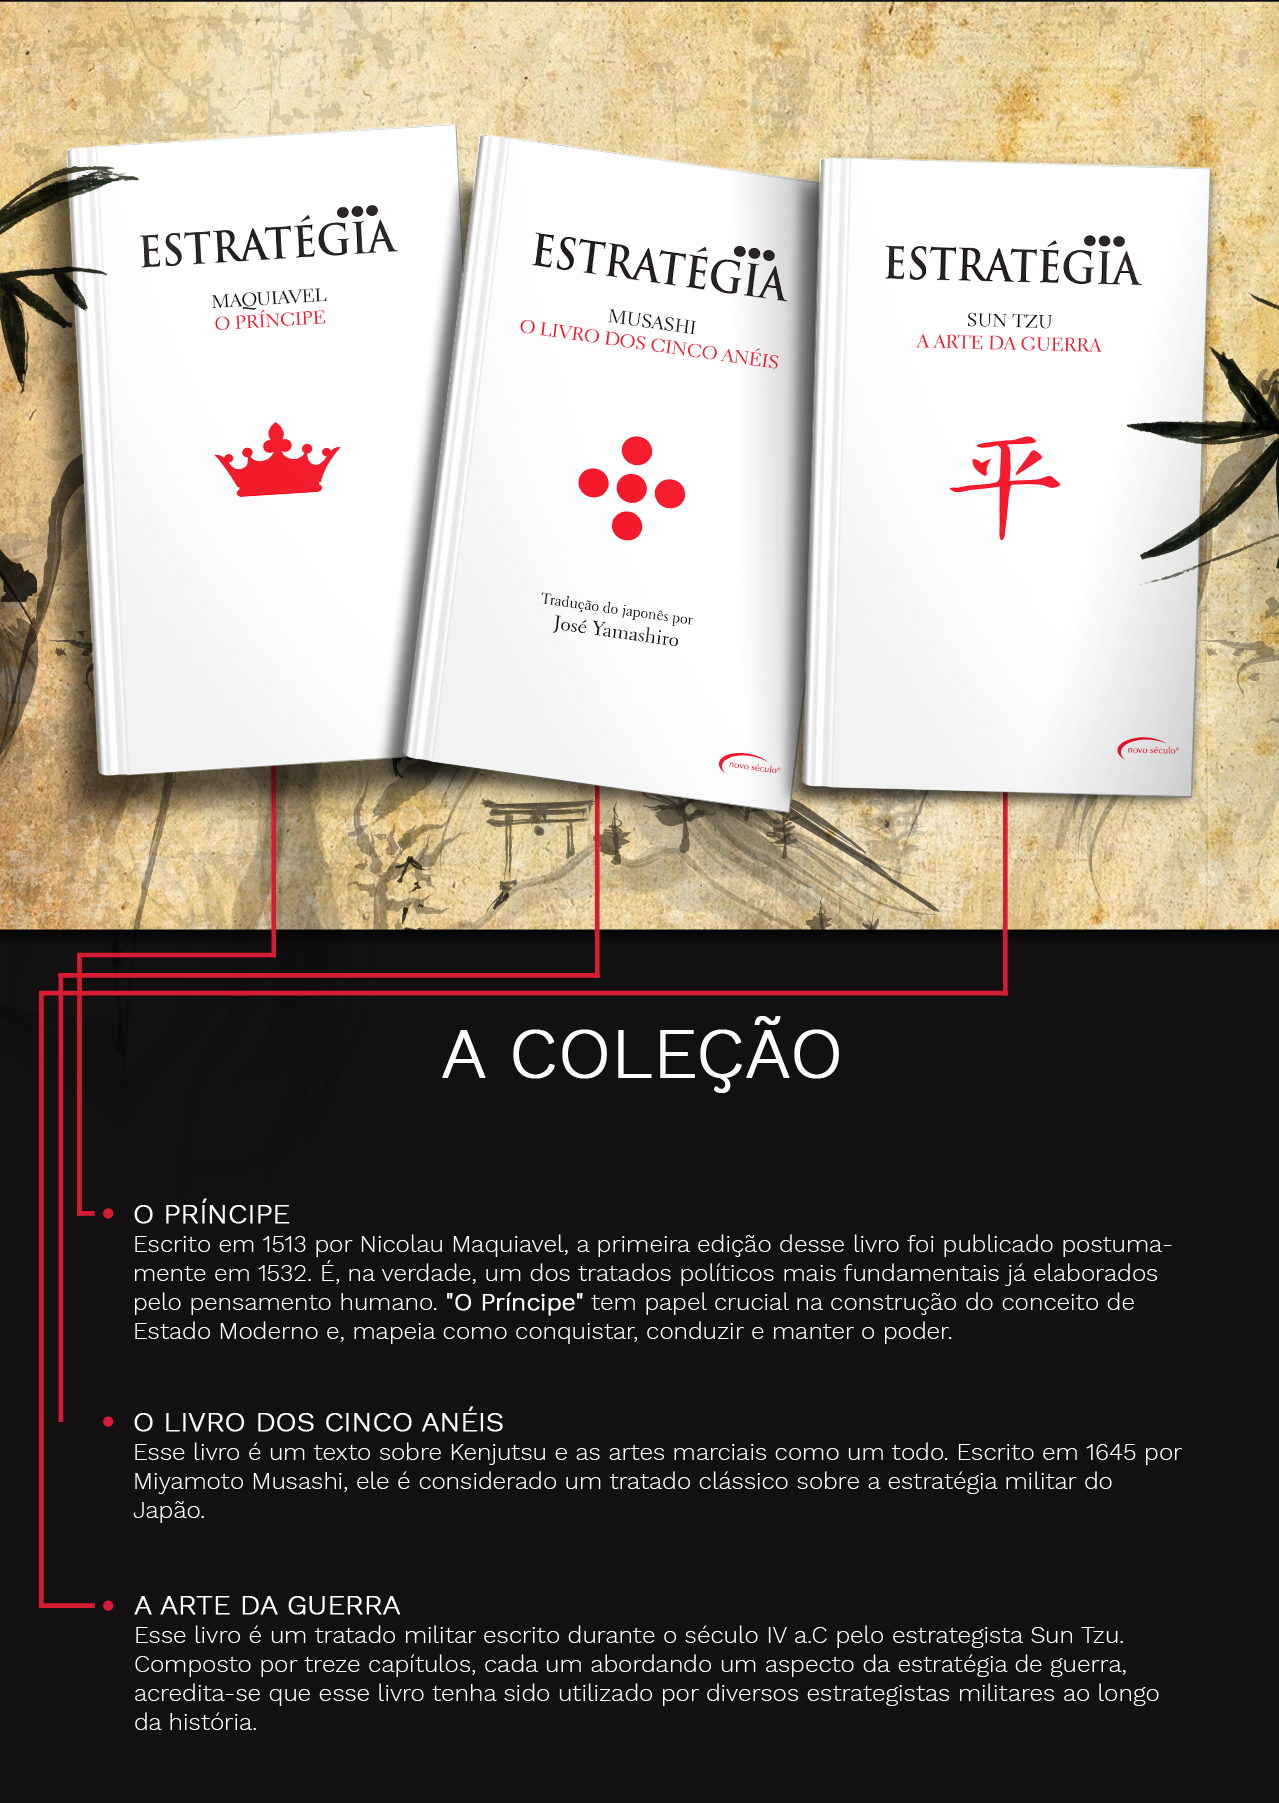 ESTRATÉGIA
MAQUIAVEL
O PRÍNCIPE
ESTRATÉGIA
MUSASHI
O LIVRO DOS CINCO ANÉIS
Tradução do japonês por
José Yamashiro
novo século®
ESTRATÉGIA
SUN TZU
A ARTE DA GUERRA
平
novo século®
A COLEÇÃO
O PRÍNCIPE
Escrito em 1513 por Nicolau Maquiavel, a primeira edição desse livro foi publicado postuma-
mente em 1532. É, na verdade, um dos tratados políticos mais fundamentais já elaborados
pelo pensamento humano. "O Príncipe" tem papel crucial na construção do conceito de
Estado Moderno e, mapeia como conquistar, conduzir e manter o poder.
O LIVRO DOS CINCO ANÉIS
Esse livro é um texto sobre Kenjutsu e as artes marciais como um todo. Escrito em 1645 por
Miyamoto Musashi, ele é considerado um tratado clássico sobre a estratégia militar do
Japão.
A ARTE DA GUERRA
Esse livro é um tratado militar escrito durante o século IV a.C pelo estrategista Sun Tzu.
Composto por treze capítulos, cada um abordando um aspecto da estratégia de guerra,
acredita-se que esse livro tenha sido utilizado por diversos estrategistas militares ao longo
da história.